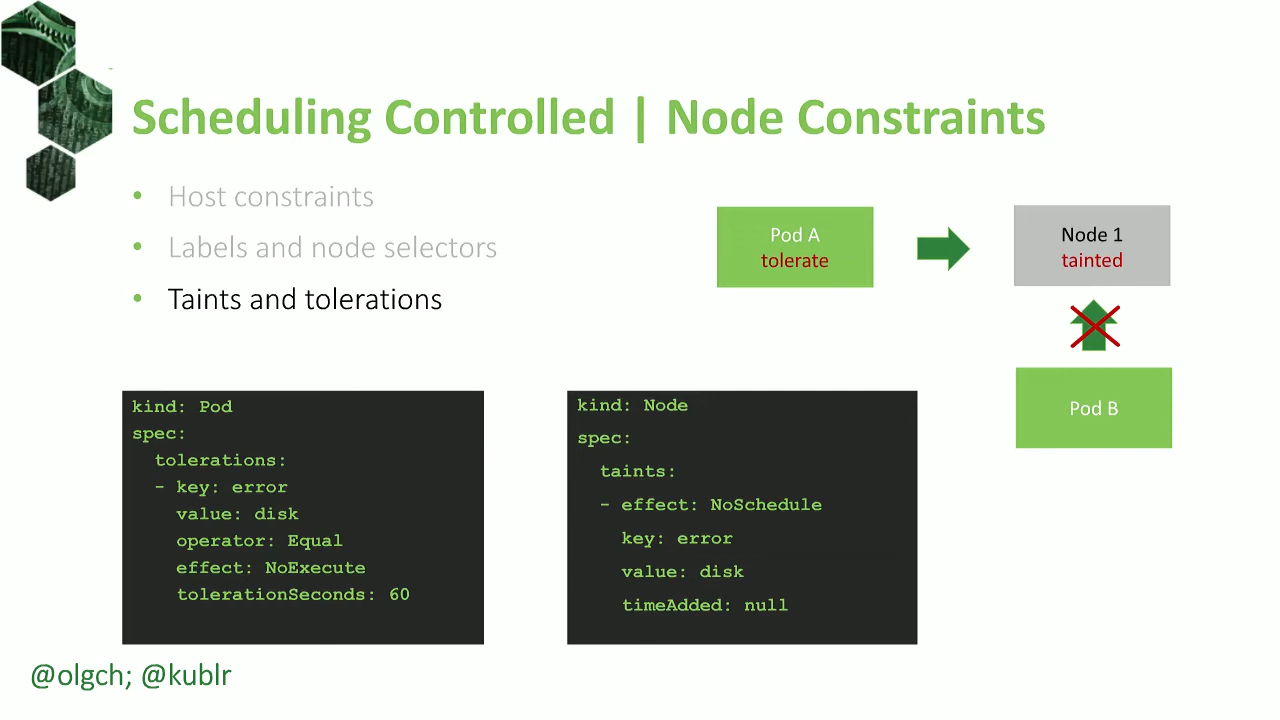 Scheduling Controlled | Node Constraints
• Host constraints
• Labels and node selectors
• Taints and tolerations
Pod A
tolerate
Node 1
tainted
Pod B
kind: Pod
spec:
  tolerations:
  - key: error
    value: disk
    operator: Equal
    effect: NoExecute
    tolerationSeconds: 60
kind: Node
spec:
  taints:
  - effect: NoSchedule
    key: error
    value: disk
    timeAdded: null
@olgch; @kublr